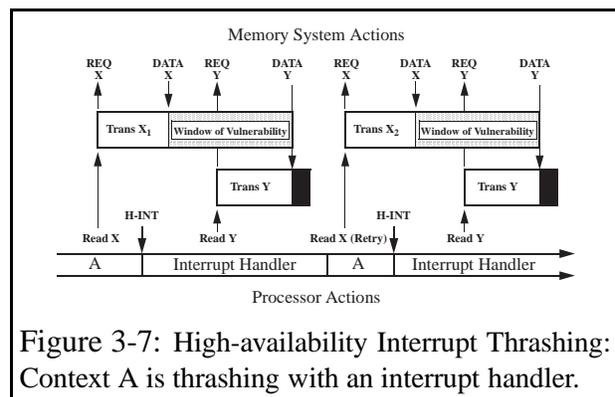 Memory System Actions
REQ DATA REQ DATA REQ DATA REQ DATA
X X Y Y X X Y Y
Trans X1 Window of Vulnerability Trans X2 Window of Vulnerability
Trans Y Trans Y
H-INT H-INT
Read X Read Y Read X (Retry) Read Y
A Interrupt Handler A Interrupt Handler
Processor Actions
Figure 3-7: High-availability Interrupt Thrashing:
Context A is thrashing with an interrupt handler.